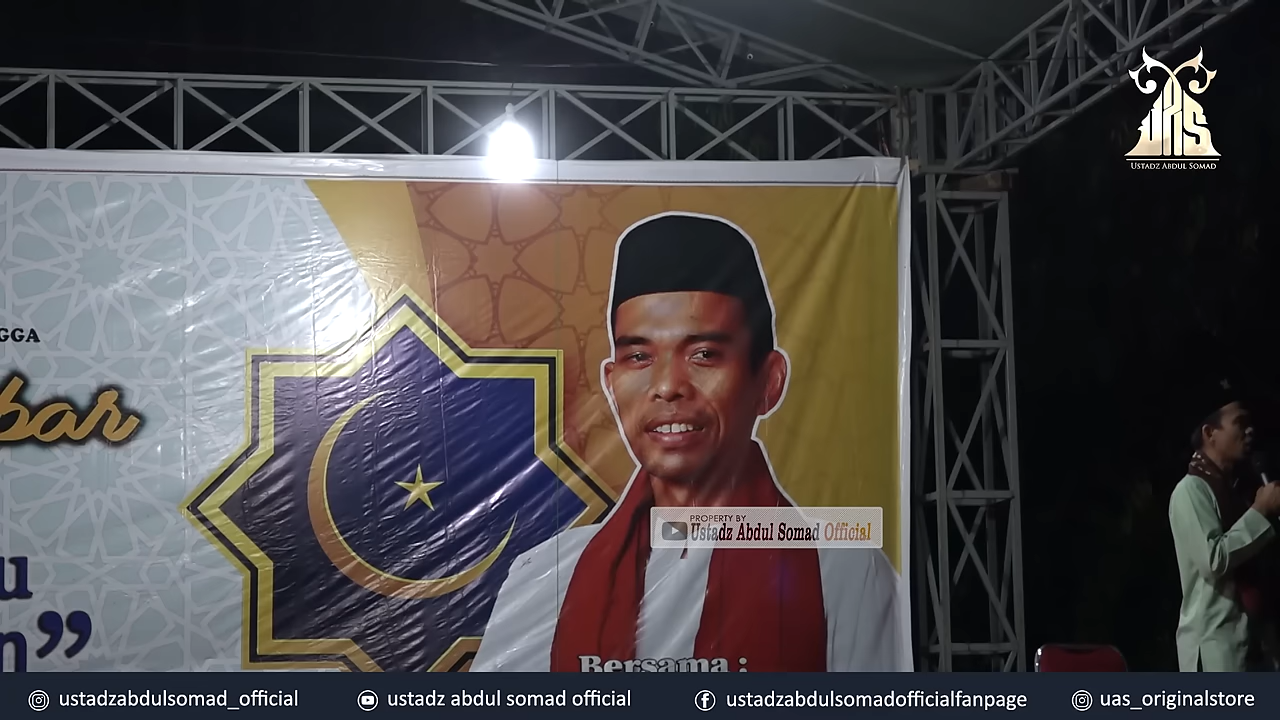 UAS
USTADZ ABDUL SOMAD
GGA
bar
u
n”
PROPERTY BY
Ustadz Abdul Somad Official
Bersama :
ustadzabdulsomad_official
ustadz abdul somad official
ustadzabdulsomadofficialfanpage
uas_originalstore